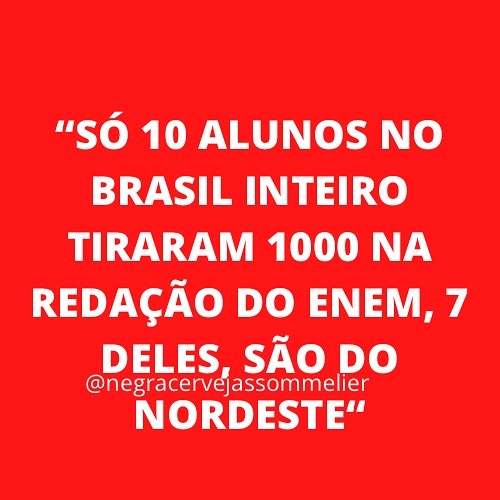 “SÓ 10 ALUNOS NO
BRASIL INTEIRO
TIRARAM 1000 NA
REDAÇÃO DO ENEM, 7
DELES, SÃO DO
@negracervejassommelier
NORDESTE“